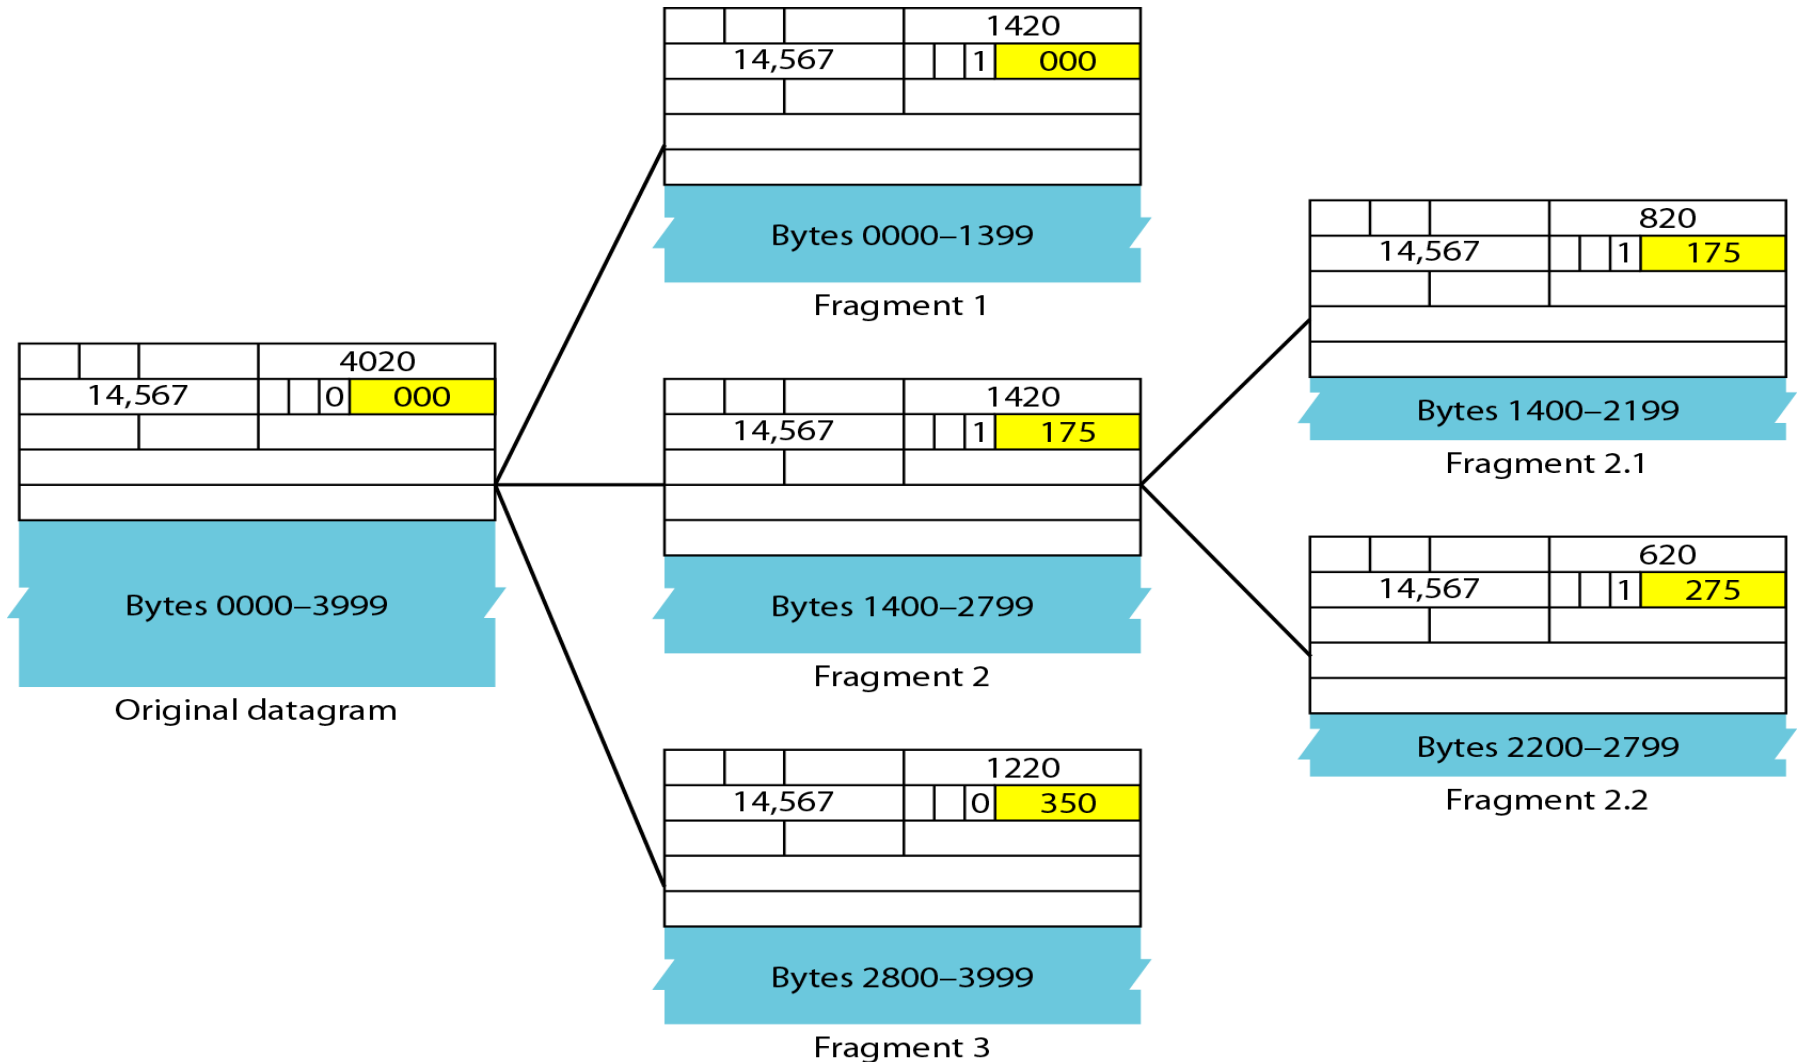 4020
14,567 0 000
Bytes 0000–3999
Original datagram
1420
14,567 1 000
Bytes 0000–1399
Fragment 1
1420
14,567 1 175
Bytes 1400–2799
Fragment 2
1220
14,567 0 350
Bytes 2800–3999
Fragment 3
820
14,567 1 175
Bytes 1400–2199
Fragment 2.1
620
14,567 1 275
Bytes 2200–2799
Fragment 2.2